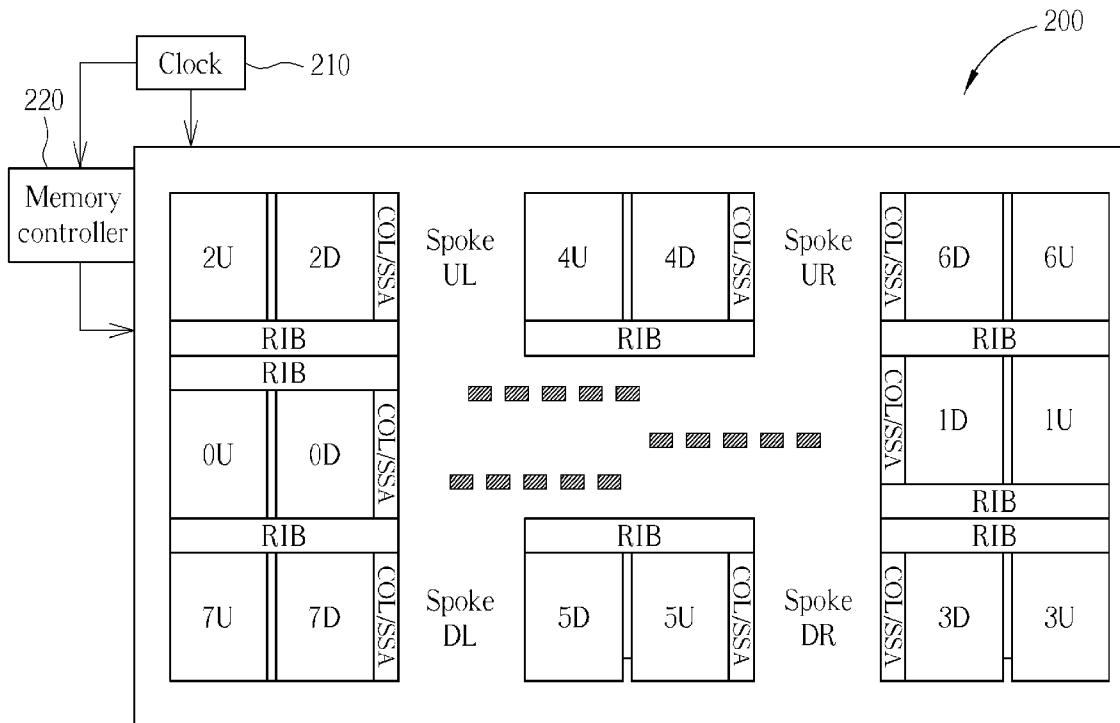 200
Clock
210
220
Memory
controller
2U
2D
COL/SSA
Spoke
UL
4U
4D
COL/SSA
Spoke
UR
COL/SSA
6D
6U
RIB
RIB
RIB
RIB
0U
0D
COL/SSA
COL/SSA
1D
1U
RIB
RIB
RIB
RIB
7U
7D
COL/SSA
Spoke
DL
5D
5U
COL/SSA
Spoke
DR
COL/SSA
3D
3U